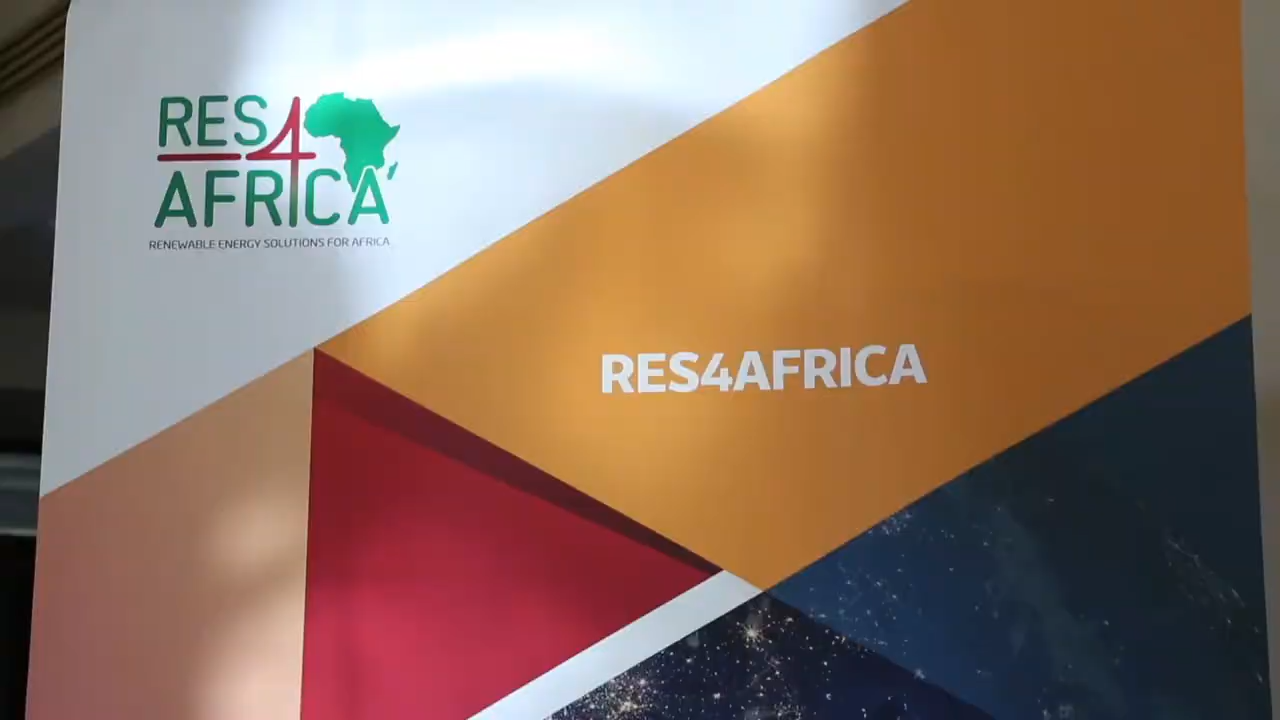 RES4
AFRICA
RENEWABLE ENERGY SOLUTIONS FOR AFRICA
RES4AFRICA